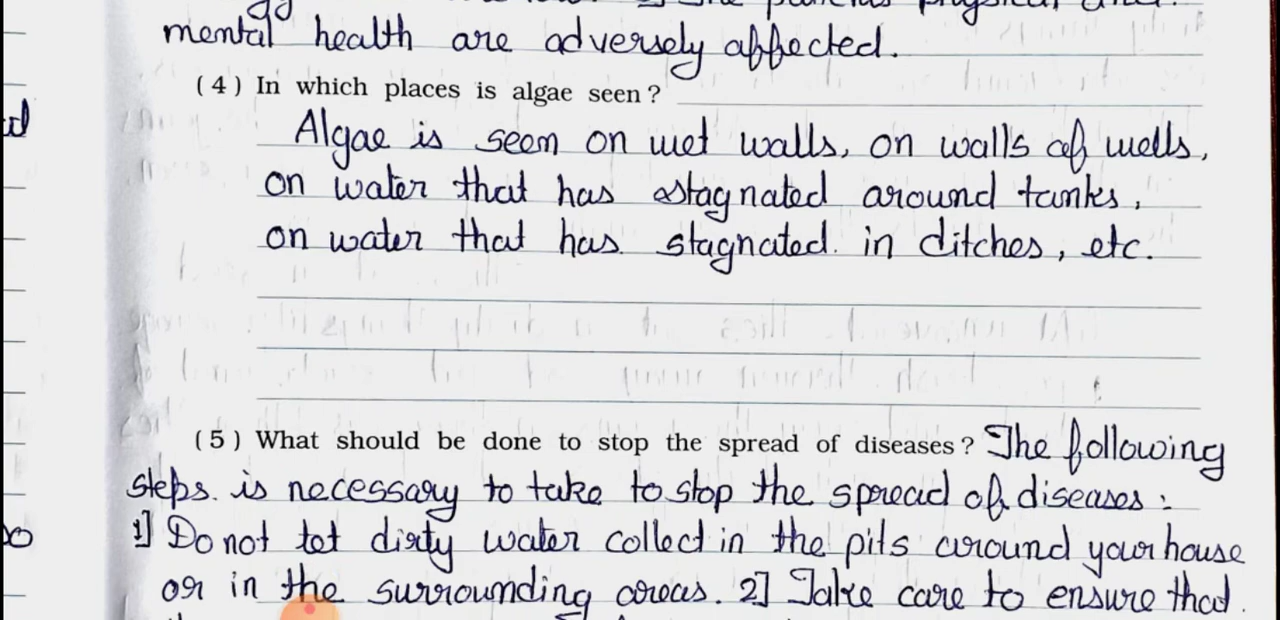 mental health are adversely affected.
(4) In which places is algae seen?
Algae is seen on wet walls, on walls of wells,
on water that has stagnated around tanks,
on water that has stagnated in ditches, etc.
(5) What should be done to stop the spread of diseases? The following
steps is necessary to take to stop the spread of diseases:
1] Do not tet dirty water collect in the pits around your house
or in the surrounding areas. 2] Take care to ensure that